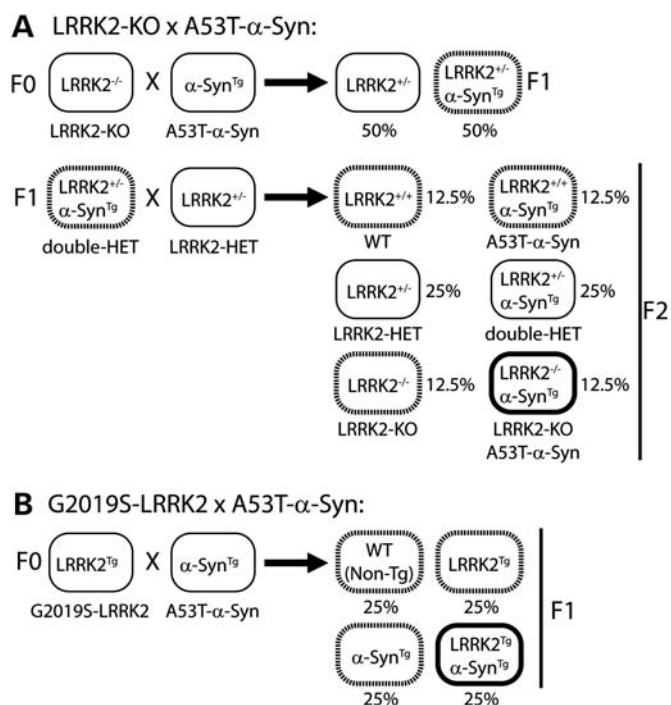 A LRRK2-KO x A53T-α-Syn:
F0 LRRK2-/- X α-SynTg LRRK2+/- LRRK2+/- F1
α-SynTg
LRRK2-KO A53T-α-Syn 50% 50%
F1 LRRK2+/- X LRRK2+/- LRRK2+/+ 12.5% LRRK2+/+ 12.5%
α-SynTg α-SynTg
double-HET LRRK2-HET WT A53T-α-Syn
LRRK2+/- 25% LRRK2+/- 25%
α-SynTg
LRRK2-HET double-HET F2
LRRK2-/- 12.5% LRRK2-/- 12.5%
α-SynTg
LRRK2-KO LRRK2-KO
A53T-α-Syn
B G2019S-LRRK2 x A53T-α-Syn:
F0 LRRK2Tg X α-SynTg WT LRRK2Tg
(Non-Tg)
G2019S-LRRK2 A53T-α-Syn 25% 25%
F1
α-SynTg LRRK2Tg
α-SynTg
25% 25%